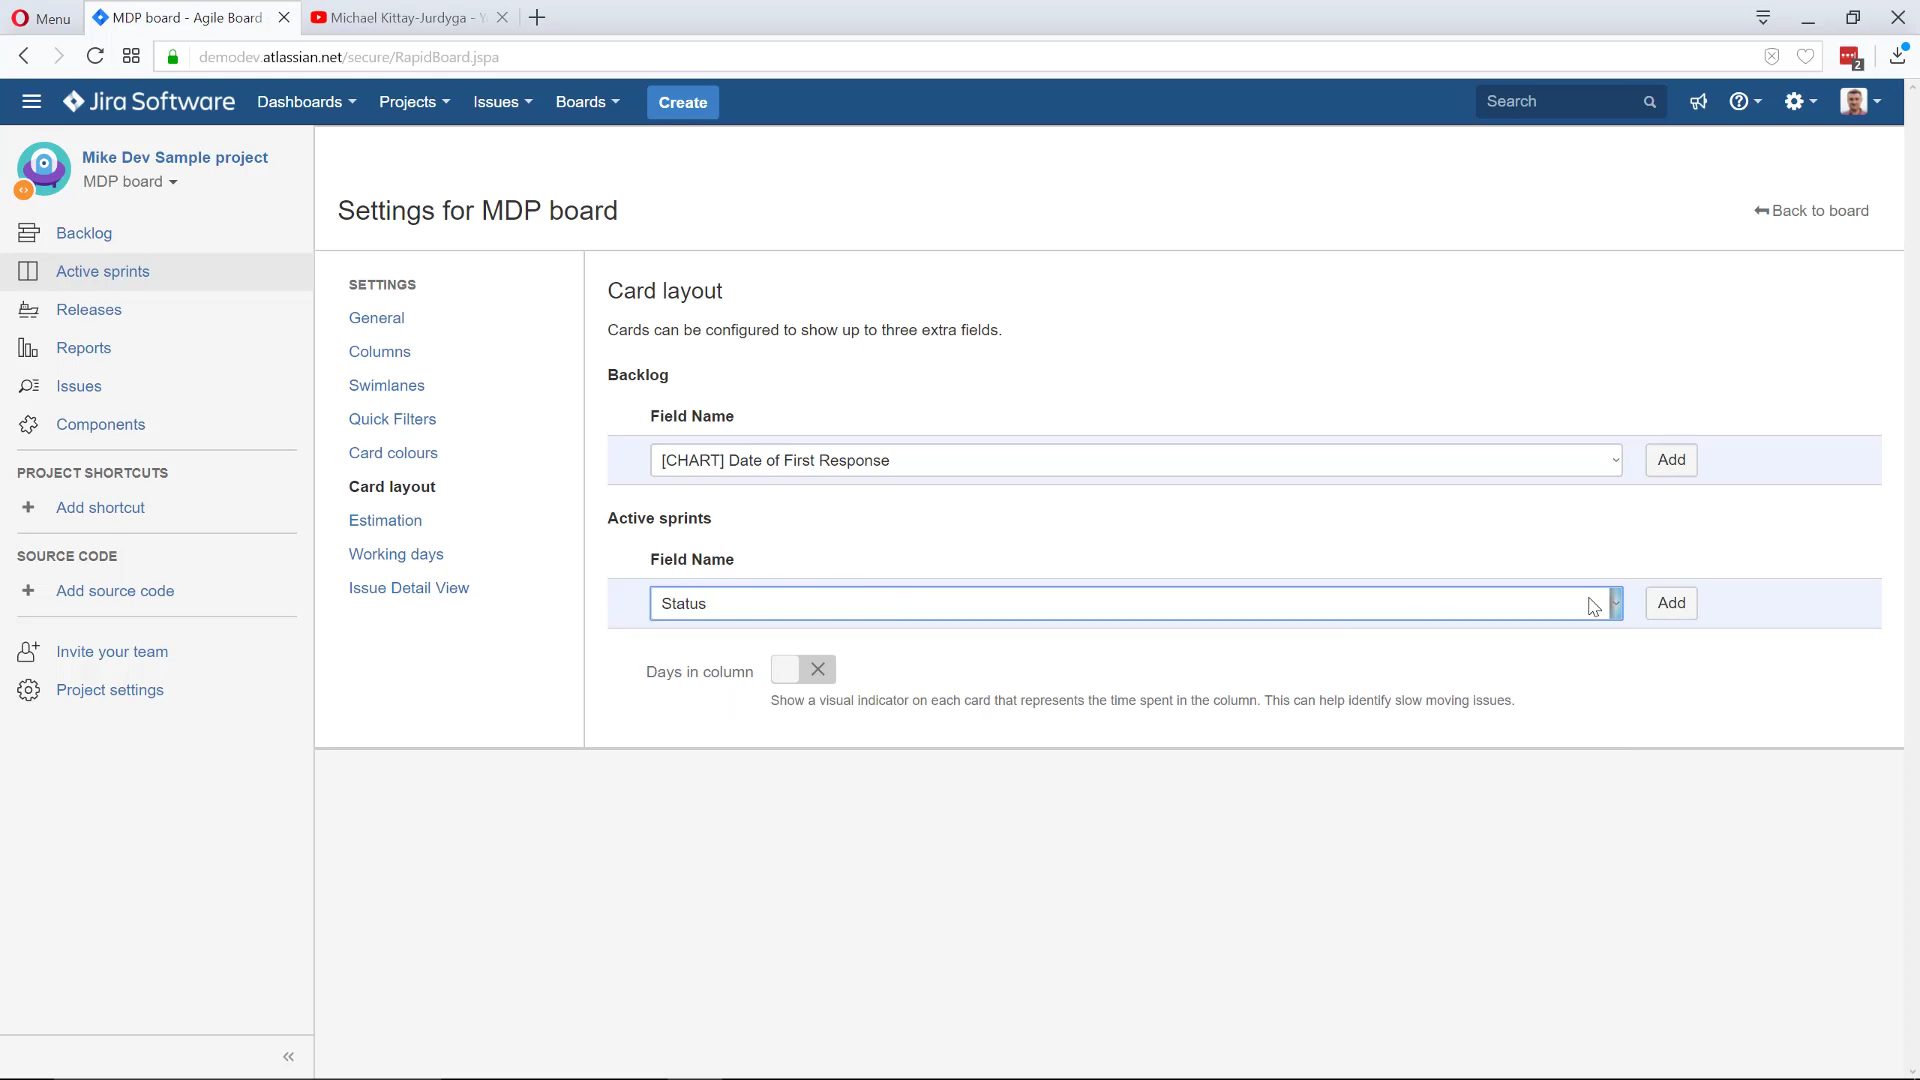 Menu
MDP board - Agile Board
Michael Kittay-Jurdyga -
demodev.atlassian.net/secure/RapidBoard.jspa
2
Jira Software
Dashboards
Projects
Issues
Boards
Create
Search
Mike Dev Sample project
MDP board
Backlog
Active sprints
Releases
Reports
Issues
Components
PROJECT SHORTCUTS
Add shortcut
SOURCE CODE
Add source code
Invite your team
Project settings
Settings for MDP board
Back to board
SETTINGS
General
Columns
Swimlanes
Quick Filters
Card colours
Card layout
Estimation
Working days
Issue Detail View
Card layout
Cards can be configured to show up to three extra fields.
Backlog
Field Name
[CHART] Date of First Response
Add
Active sprints
Field Name
Status
Add
Days in column
Show a visual indicator on each card that represents the time spent in the column. This can help identify slow moving issues.